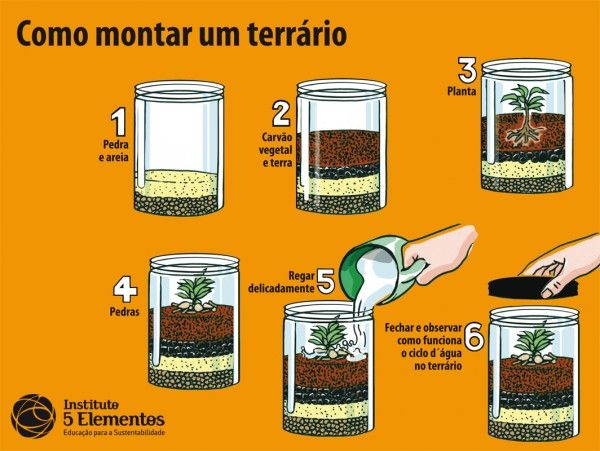 Como montar um terrário
1
Pedra
e areia
2
Carvão
vegetal
e terra
3
Planta
4
Pedras
5
Regar
delicadamente
6
Fechar e observar
como funciona
o ciclo d´água
no terrário
Instituto
5 Elementos
Educação para a Sustentabilidade